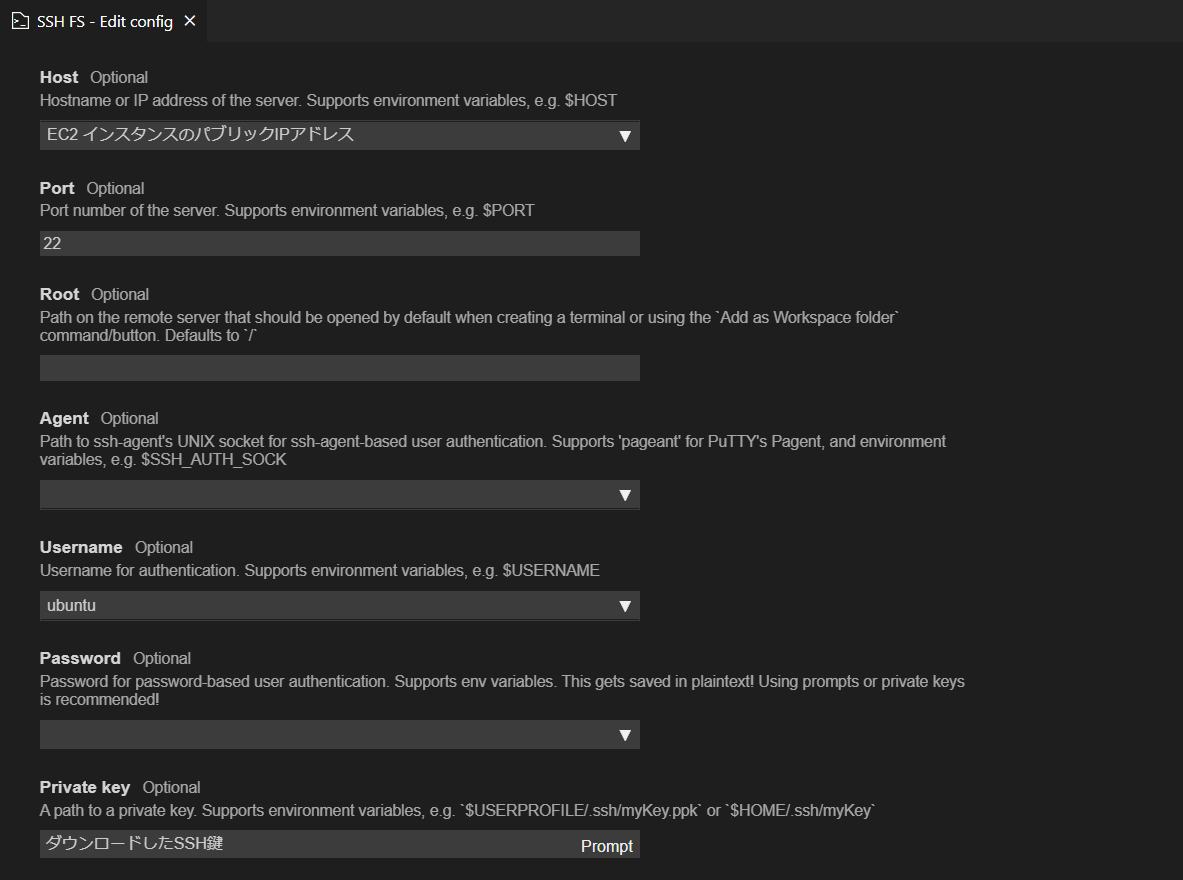 SSH FS - Edit config ×
Host Optional
Hostname or IP address of the server. Supports environment variables, e.g. $HOST
EC2 インスタンスのパブリックIPアドレス ▼
Port Optional
Port number of the server. Supports environment variables, e.g. $PORT
22
Root Optional
Path on the remote server that should be opened by default when creating a terminal or using the `Add as Workspace folder`
command/button. Defaults to `/`
Agent Optional
Path to ssh-agent's UNIX socket for ssh-agent-based user authentication. Supports 'pageant' for PuTTY's Pagent, and environment
variables, e.g. $SSH_AUTH_SOCK
▼
Username Optional
Username for authentication. Supports environment variables, e.g. $USERNAME
ubuntu ▼
Password Optional
Password for password-based user authentication. Supports env variables. This gets saved in plaintext! Using prompts or private keys
is recommended!
▼
Private key Optional
A path to a private key. Supports environment variables, e.g. `$USERPROFILE/.ssh/myKey.ppk` or `$HOME/.ssh/myKey`
ダウンロードしたSSH鍵 Prompt